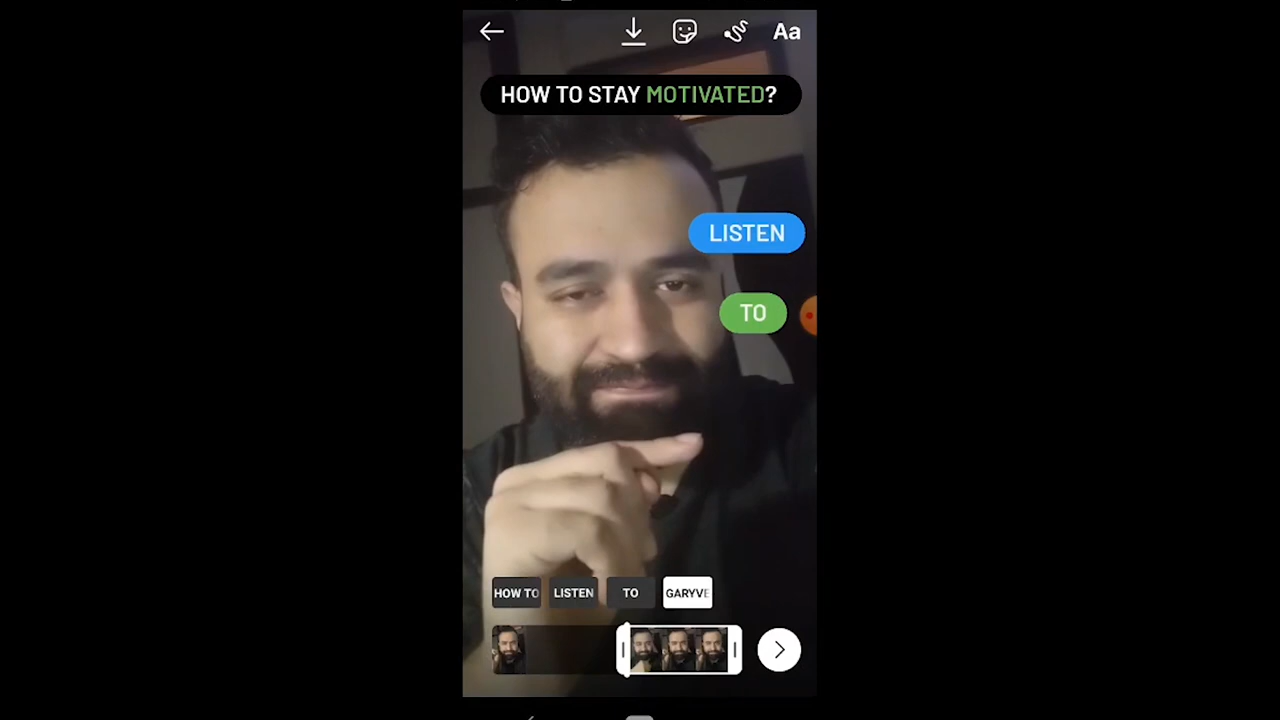 Aa
HOW TO STAY MOTIVATED?
LISTEN
TO
HOW TO
LISTEN
TO
GARYVE